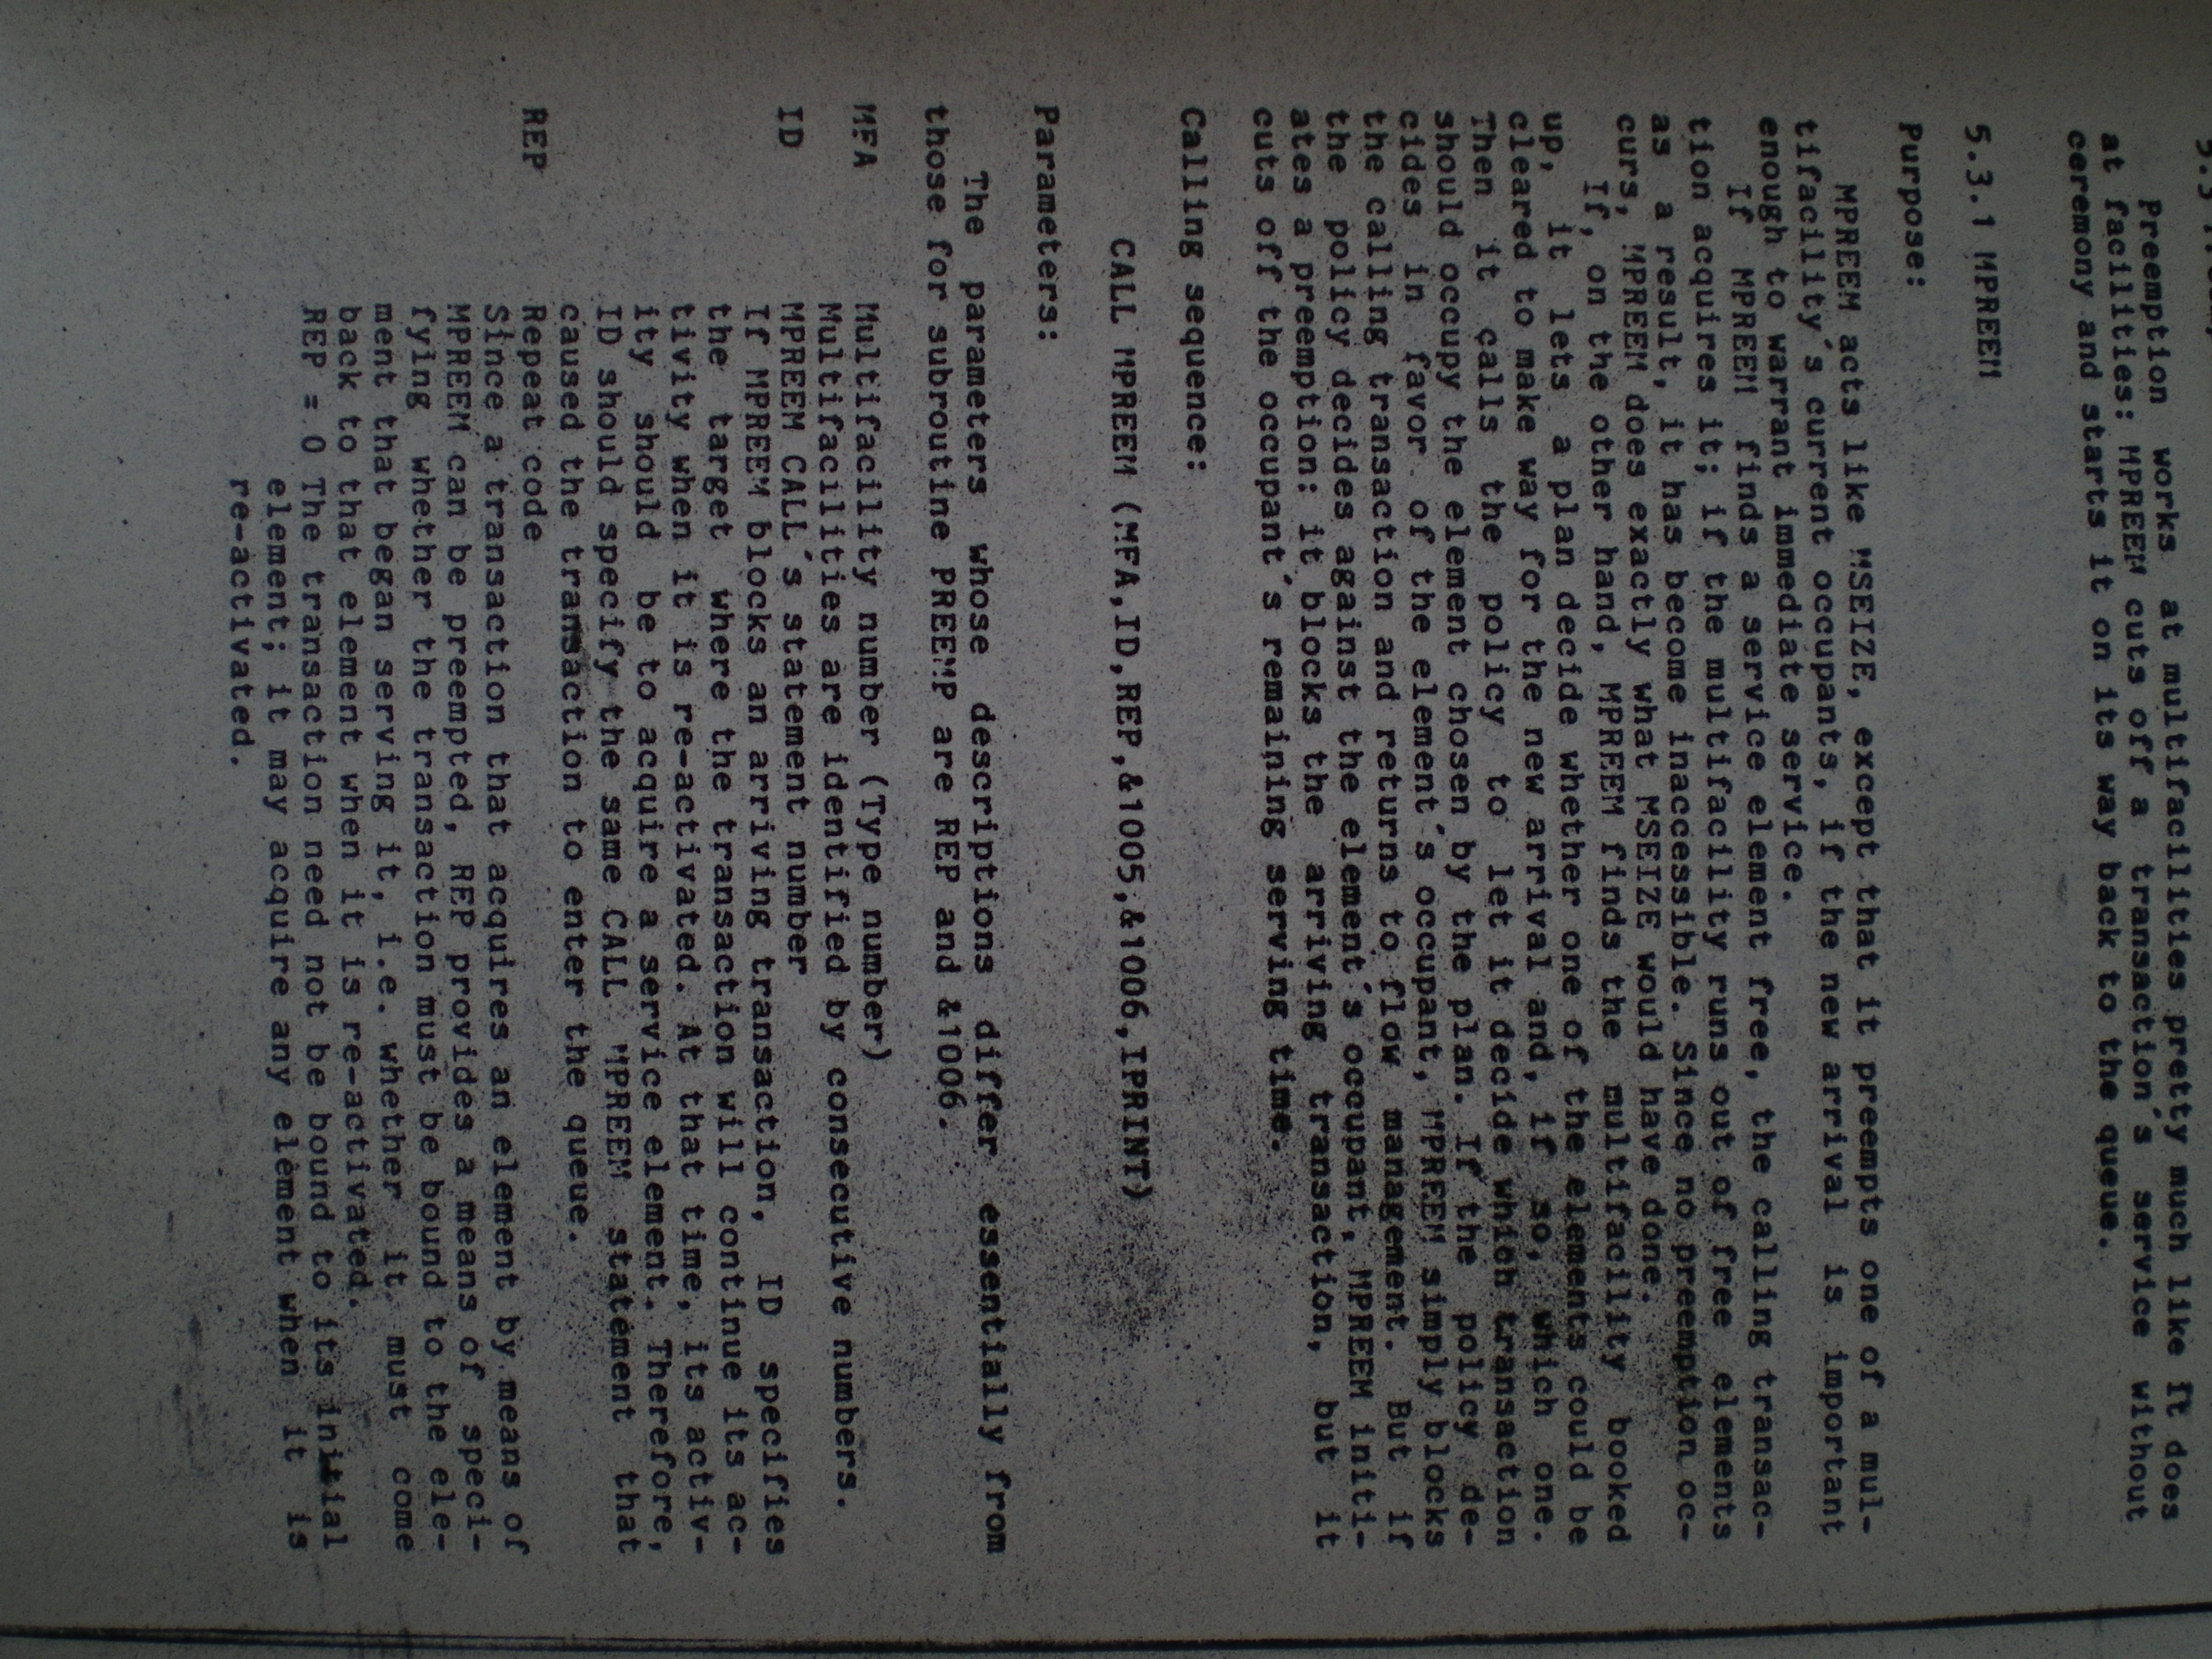 Preemption works at multifacilities pretty much like it does
at facilities: MPREEM cuts off a transaction´s service without
ceremony and starts it on its way back to the queue.
5.3.1 MPREEM
Purpose:
MPREEM acts like MSEIZE, except that it preempts one of a mul-
tifacility´s current occupants, if the new arrival is important
enough to warrant immediate service.
If MPREEM finds a service element free, the calling transac-
tion acquires it; if the multifacility runs out of free elements
as a result, it has become inaccessible. Since no preemption oc-
curs, MPREEM does exactly what MSEIZE would have done.
If, on the other hand, MPREEM finds the multifacility booked
up, it lets a plan decide whether one of the elements could be
cleared to make way for the new arrival and, if so, which one.
Then it calls the policy to let it decide which transaction
should occupy the element chosen by the plan. If the policy de-
cides in favor of the element´s occupant, MPREEM simply blocks
the calling transaction and returns to flow management. But if
the policy decides against the element´s occupant, MPREEM initi-
ates a preemption: it blocks the arriving transaction, but it
cuts off the occupant´s remaining serving time.
Calling sequence:
CALL MPREEM (MFA,ID,REP,&1005,&1006,IPRINT)
Parameters:
The parameters whose descriptions differ essentially from
those for subroutine PREEMP are REP and &1006.
MFA Multifacility number (Type number)
Multifacilities are identified by consecutive numbers.
ID MPREEM CALL´s statement number
If MPREEM blocks an arriving transaction, ID specifies
the target where the transaction will continue its ac-
tivity when it is re-activated. At that time, its activ-
ity should be to acquire a service element. Therefore,
ID should specify the same CALL MPREEM statement that
caused the transaction to enter the queue.
REP Repeat code
Since a transaction that acquires an element by means of
MPREEM can be preempted, REP provides a means of speci-
fying whether the transaction must be bound to the ele-
ment that began serving it, i.e. whether it must come
back to that element when it is re-activated.
REP = 0 The transaction need not be bound to its initial
element; it may acquire any element when it is
re-activated.